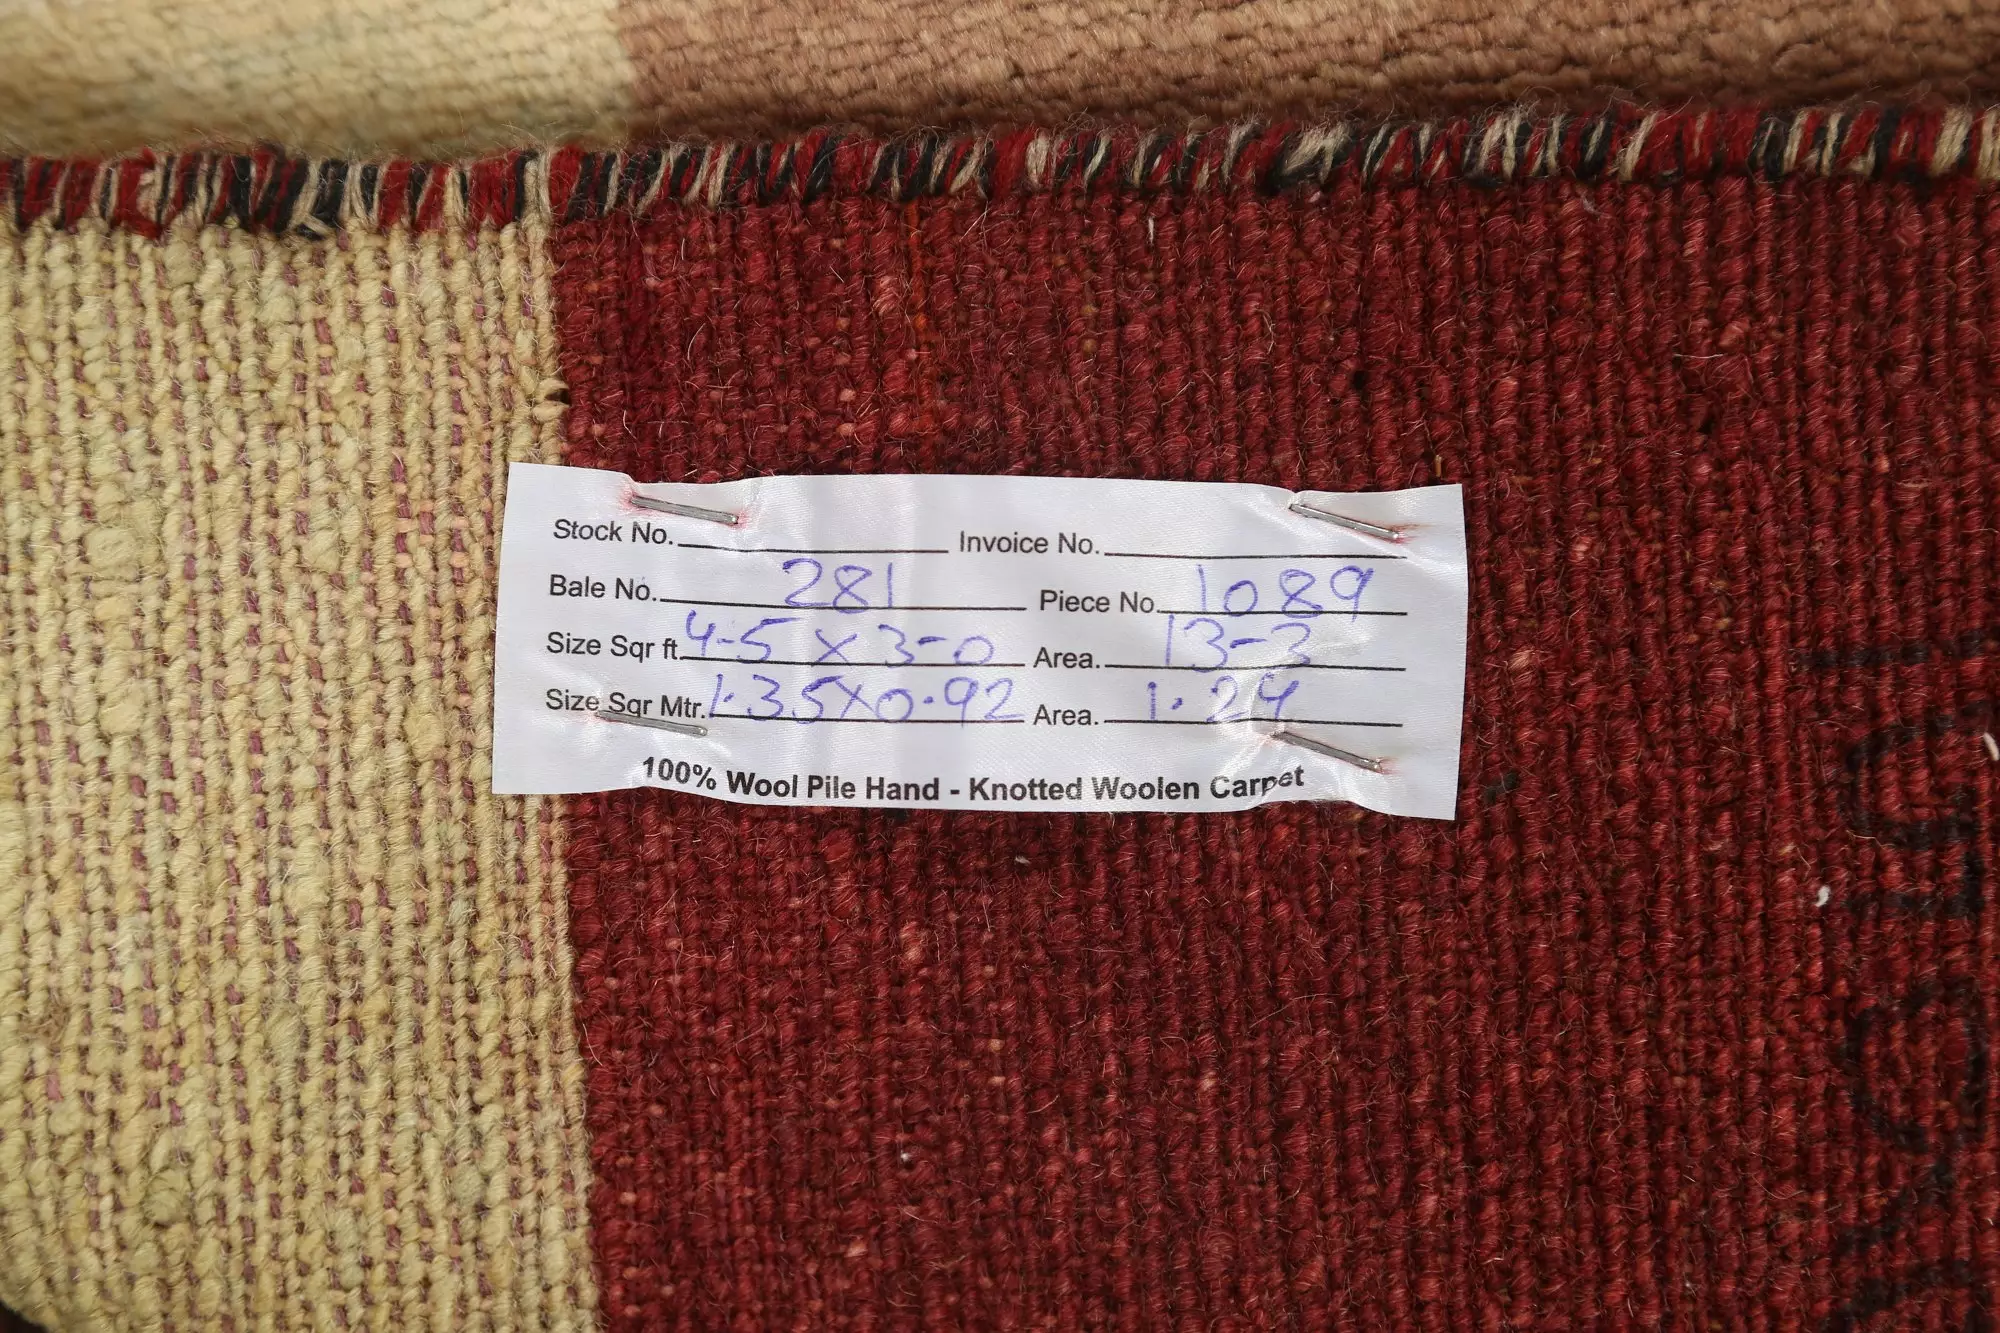 Stock No. Invoice No.
Bale No. 281 Piece No. 1089
Size Sqr ft. 4-5 x 3-0 Area. 13-3
Size Sqr Mtr. 1.35x0.92 Area. 1.24
100% Wool Pile Hand - Knotted Woolen Carpet